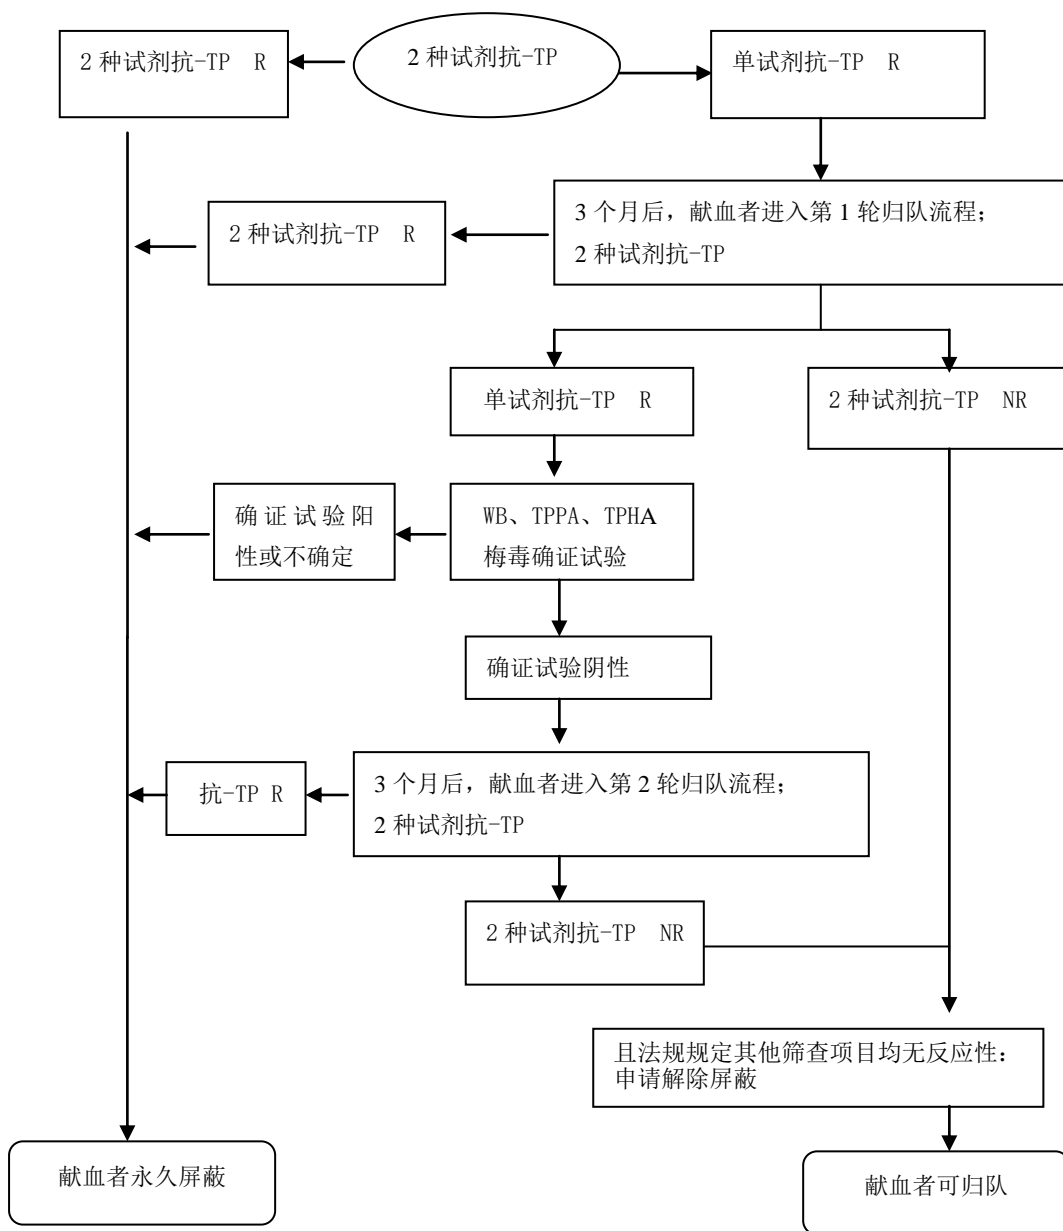 2 种试剂抗-TP R
2 种试剂抗-TP
单试剂抗-TP R
3 个月后，献血者进入第 1 轮归队流程；
2 种试剂抗-TP
2 种试剂抗-TP R
单试剂抗-TP R
2 种试剂抗-TP NR
确证试验阳
性或不确定
WB、TPPA、TPHA
梅毒确证试验
确证试验阴性
抗-TP R
3 个月后，献血者进入第 2 轮归队流程；
2 种试剂抗-TP
2 种试剂抗-TP NR
且法规规定其他筛查项目均无反应性：
申请解除屏蔽
献血者永久屏蔽
献血者可归队